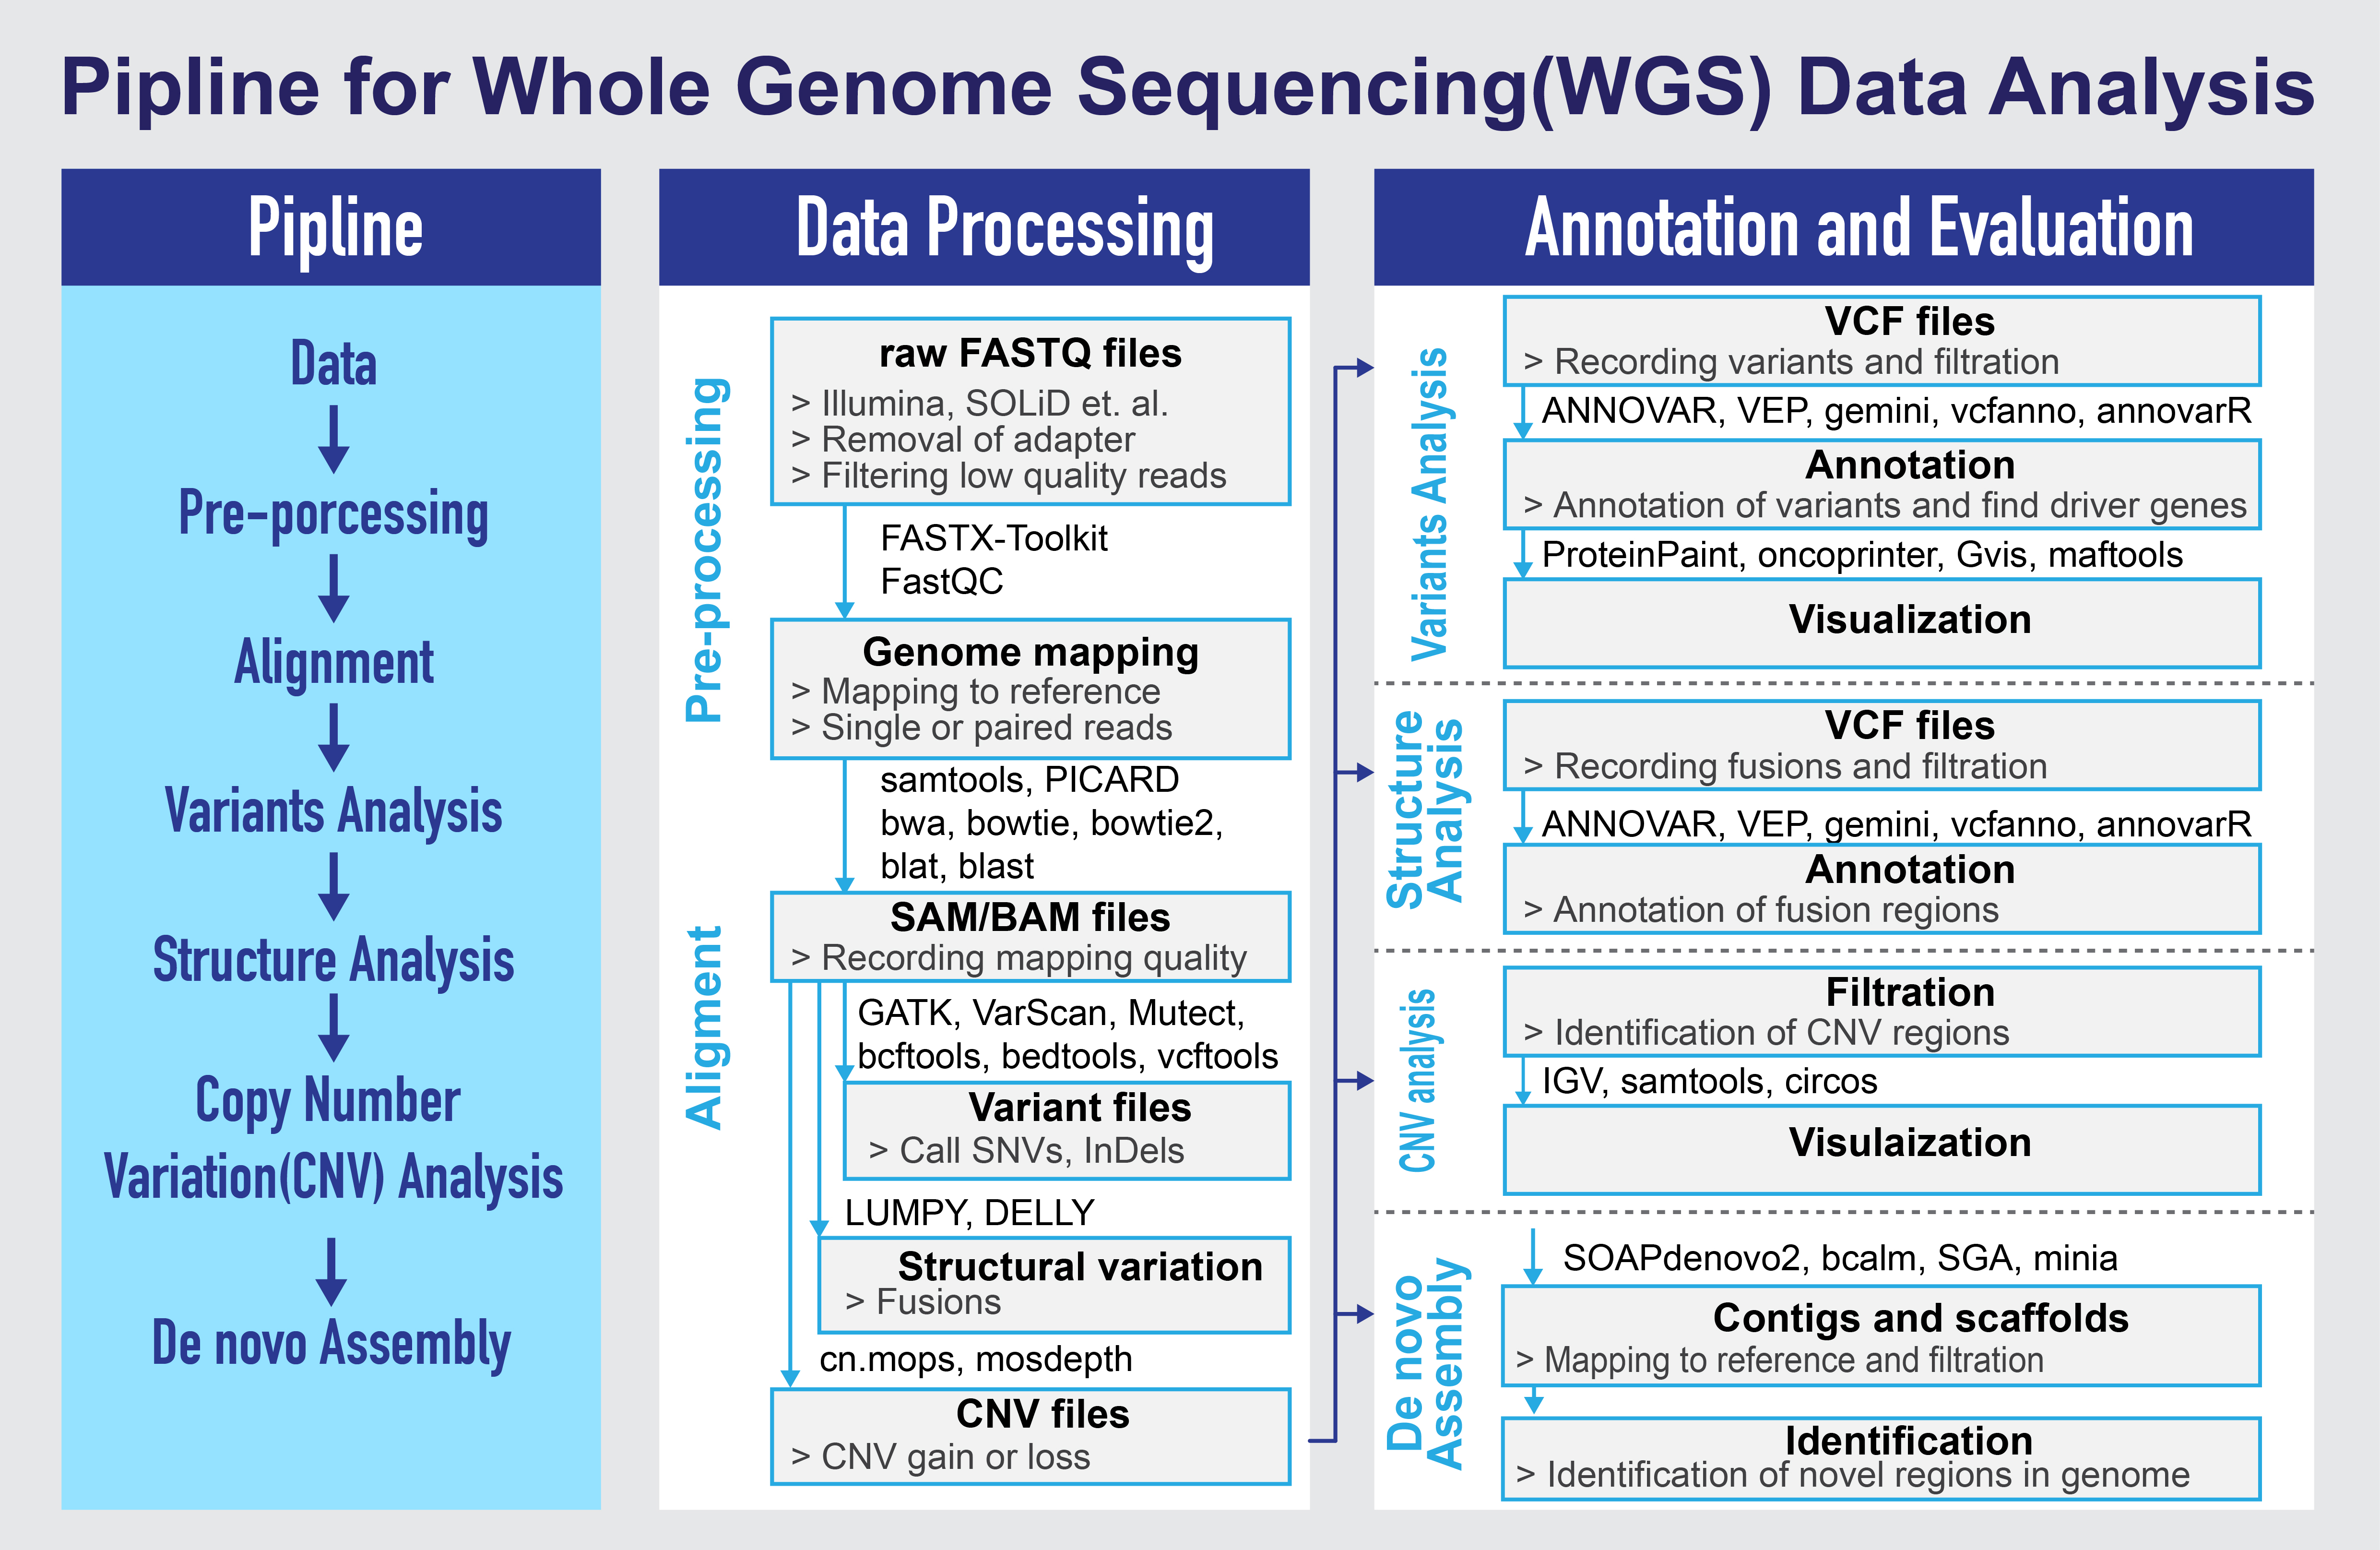 Pipline for Whole Genome Sequencing(WGS) Data Analysis
Pipline
Data
Pre-porcessing
Alignment
Variants Analysis
Structure Analysis
Copy Number
Variation(CNV) Analysis
De novo Assembly
Data Processing
Pre-processing
raw FASTQ files
> Illumina, SOLiD et. al.
> Removal of adapter
> Filtering low quality reads
FASTX-Toolkit
FastQC
Genome mapping
> Mapping to reference
> Single or paired reads
samtools, PICARD
bwa, bowtie, bowtie2,
blat, blast
Aligment
SAM/BAM files
> Recording mapping quality
GATK, VarScan, Mutect,
bcftools, bedtools, vcftools
Variant files
> Call SNVs, InDels
LUMPY, DELLY
Structural variation
> Fusions
cn.mops, mosdepth
CNV files
> CNV gain or loss
Annotation and Evaluation
Variants Analysis
VCF files
> Recording variants and filtration
ANNOVAR, VEP, gemini, vcfanno, annovarR
Annotation
> Annotation of variants and find driver genes
ProteinPaint, oncoprinter, Gvis, maftools
Visualization
Structure
Analysis
VCF files
> Recording fusions and filtration
ANNOVAR, VEP, gemini, vcfanno, annovarR
Annotation
> Annotation of fusion regions
CNV analysis
Filtration
> Identification of CNV regions
IGV, samtools, circos
Visulaization
De novo
Assembly
SOAPdenovo2, bcalm, SGA, minia
Contigs and scaffolds
> Mapping to reference and filtration
Identification
> Identification of novel regions in genome